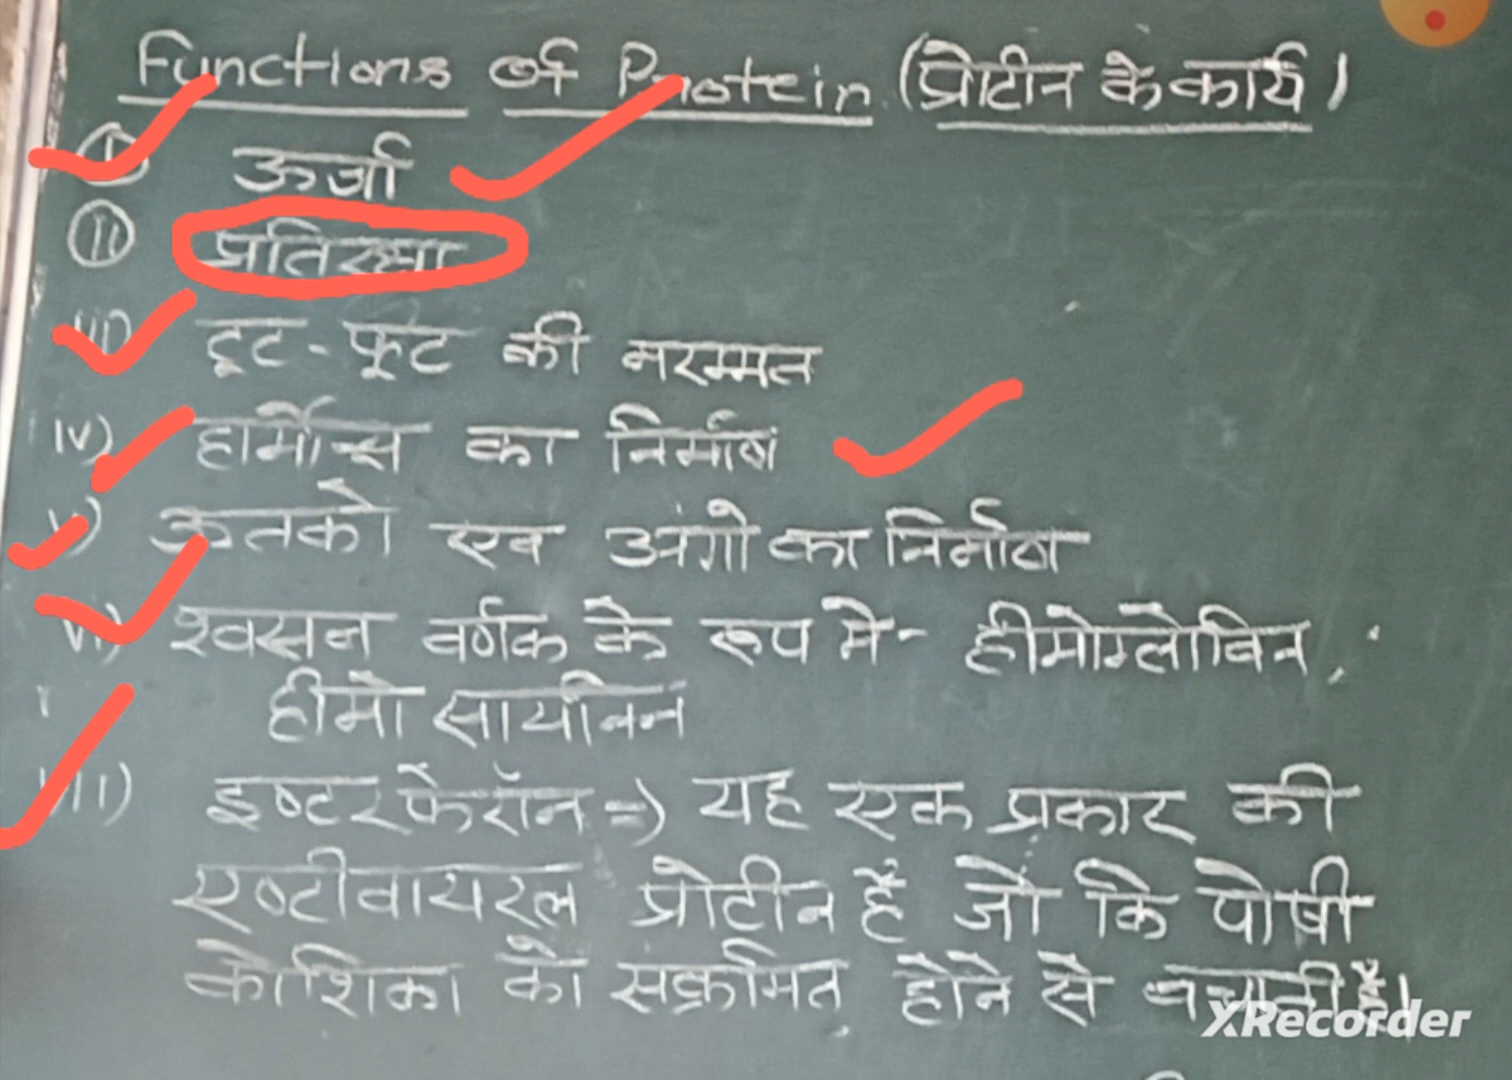 Functions of Protein (प्रोटीन के कार्य)
i ऊर्जा
ii प्रतिरक्षा
iii) टूट-फूट की मरम्मत
iv) हार्मोन्स का निर्माण
v) ऊतको एव अंगो का निर्माण
vi) श्वसन वर्णक के रूप मे- हीमोग्लोबिन,
हीमो सायनिन
vii) इण्टरफेरॉन => यह एक प्रकार की
एण्टीवायरल प्रोटीन है जो कि पोषी
कोशिका को सक्रमित होने से बचाती है।
XRecorder